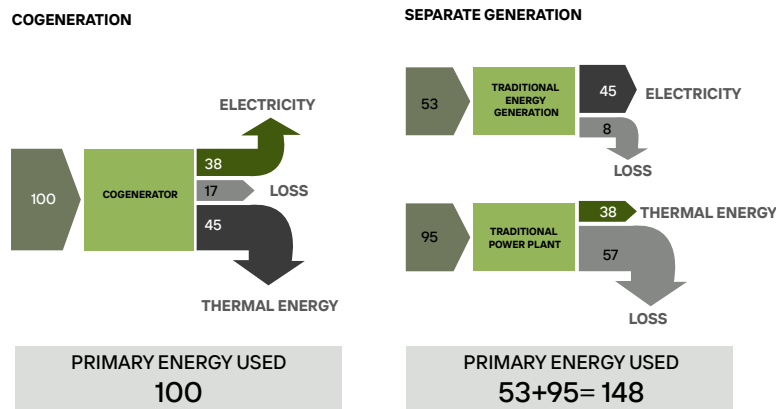 COGENERATION
ELECTRICITY
100
COGENERATOR
38
17
LOSS
45
THERMAL ENERGY
PRIMARY ENERGY USED
100
SEPARATE GENERATION
53
TRADITIONAL
ENERGY
GENERATION
45
ELECTRICITY
8
LOSS
95
TRADITIONAL
POWER PLANT
38
THERMAL ENERGY
57
LOSS
PRIMARY ENERGY USED
53+95= 148